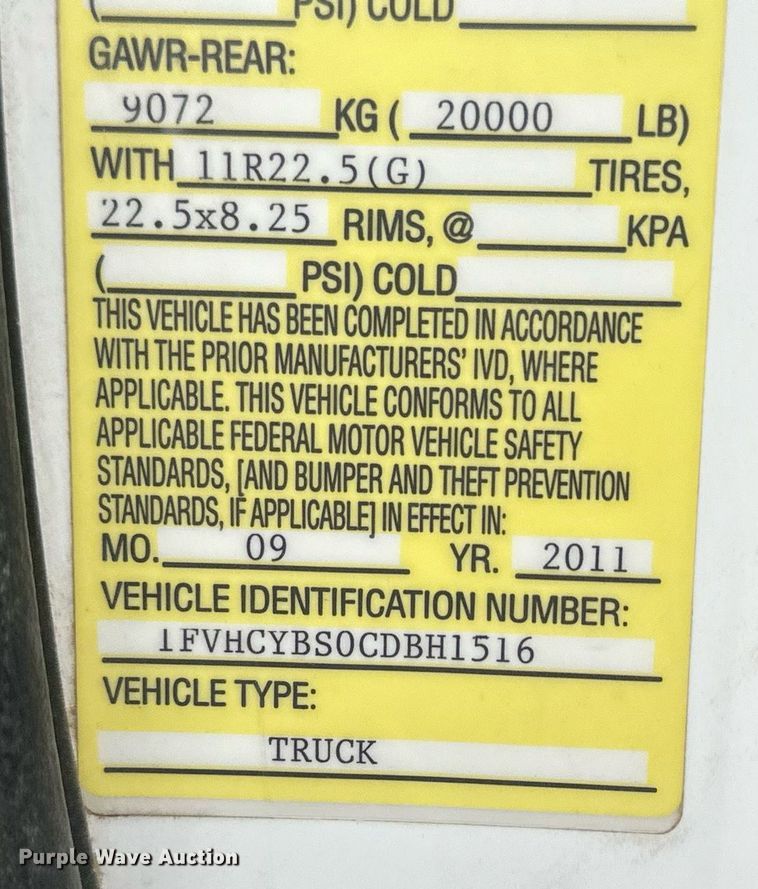 ( PSI) COLD
GAWR-REAR:
9072 KG ( 20000 LB)
WITH 11R22.5(G) TIRES,
22.5x8.25 RIMS, @ KPA
( PSI) COLD
THIS VEHICLE HAS BEEN COMPLETED IN ACCORDANCE
WITH THE PRIOR MANUFACTURERS' IVD, WHERE
APPLICABLE. THIS VEHICLE CONFORMS TO ALL
APPLICABLE FEDERAL MOTOR VEHICLE SAFETY
STANDARDS, [AND BUMPER AND THEFT PREVENTION
STANDARDS, IF APPLICABLE] IN EFFECT IN:
MO. 09 YR. 2011
VEHICLE IDENTIFICATION NUMBER:
1FVHCYBS0CDBH1516
VEHICLE TYPE:
TRUCK
Purple Wave Auction